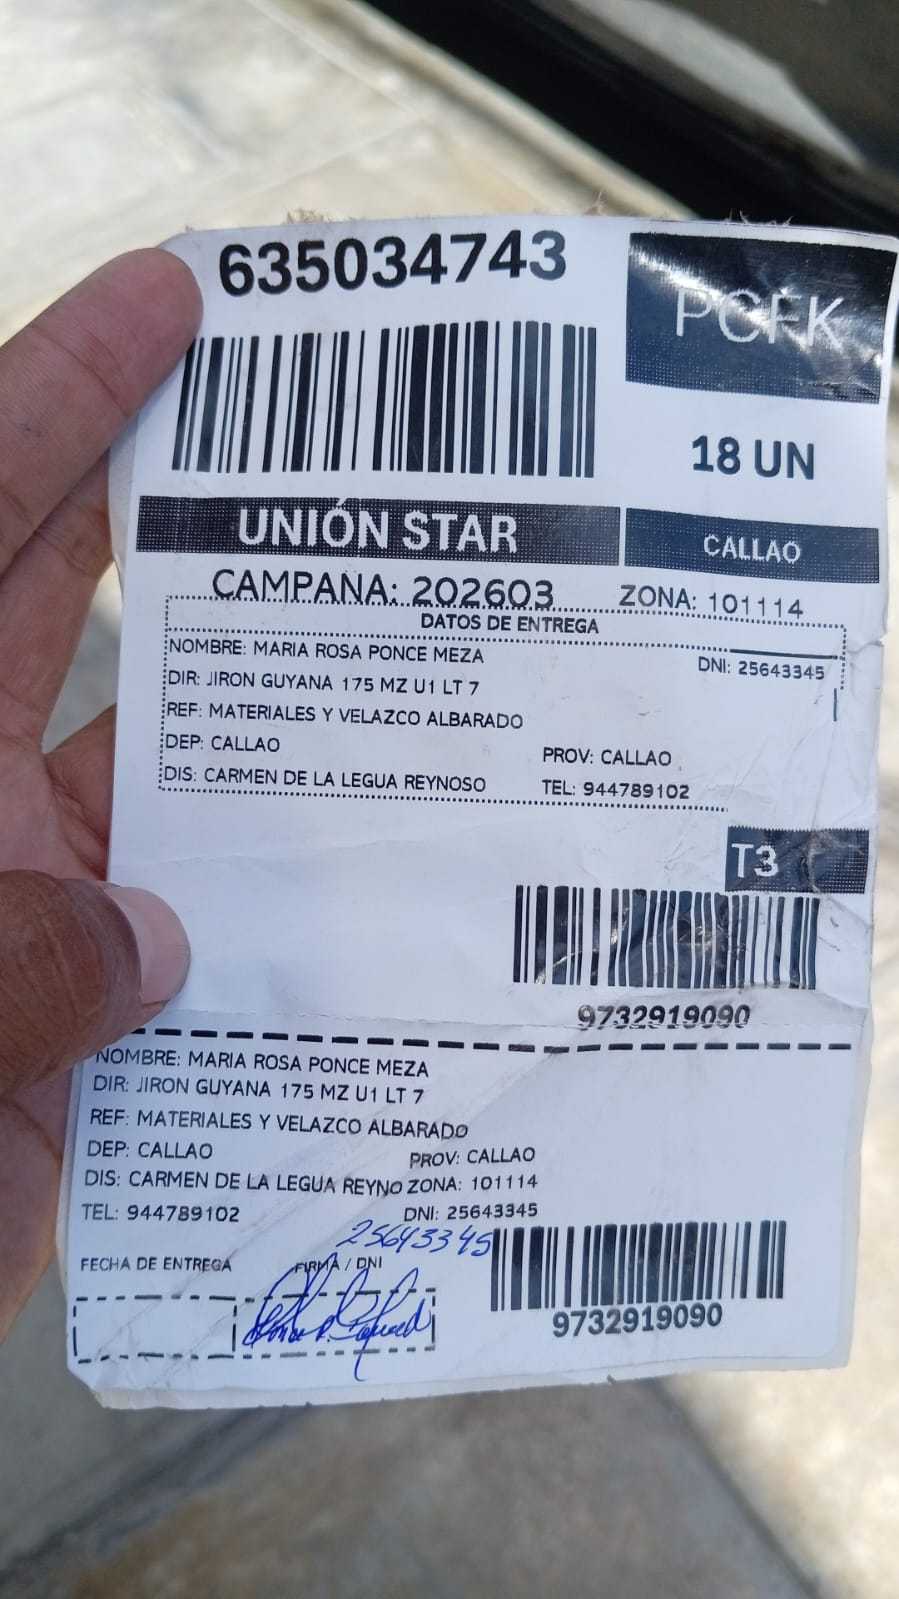 635034743
PCFK
18 UN
UNIÓN STAR
CALLAO
CAMPAÑA: 202603
ZONA: 101114
DATOS DE ENTREGA
NOMBRE: MARIA ROSA PONCE MEZA
DNI: 25643345
DIR: JIRON GUYANA 175 MZ U1 LT 7
REF: MATERIALES Y VELAZCO ALBARADO
DEP: CALLAO
PROV: CALLAO
DIS: CARMEN DE LA LEGUA REYNOSO
TEL: 944789102
T3
9732919090
NOMBRE: MARIA ROSA PONCE MEZA
DIR: JIRON GUYANA 175 MZ U1 LT 7
REF: MATERIALES Y VELAZCO ALBARADO
DEP: CALLAO
PROV: CALLAO
DIS: CARMEN DE LA LEGUA REYNO ZONA: 101114
TEL: 944789102
DNI: 25643345
25643345
FECHA DE ENTREGA
FIRMA / DNI
9732919090